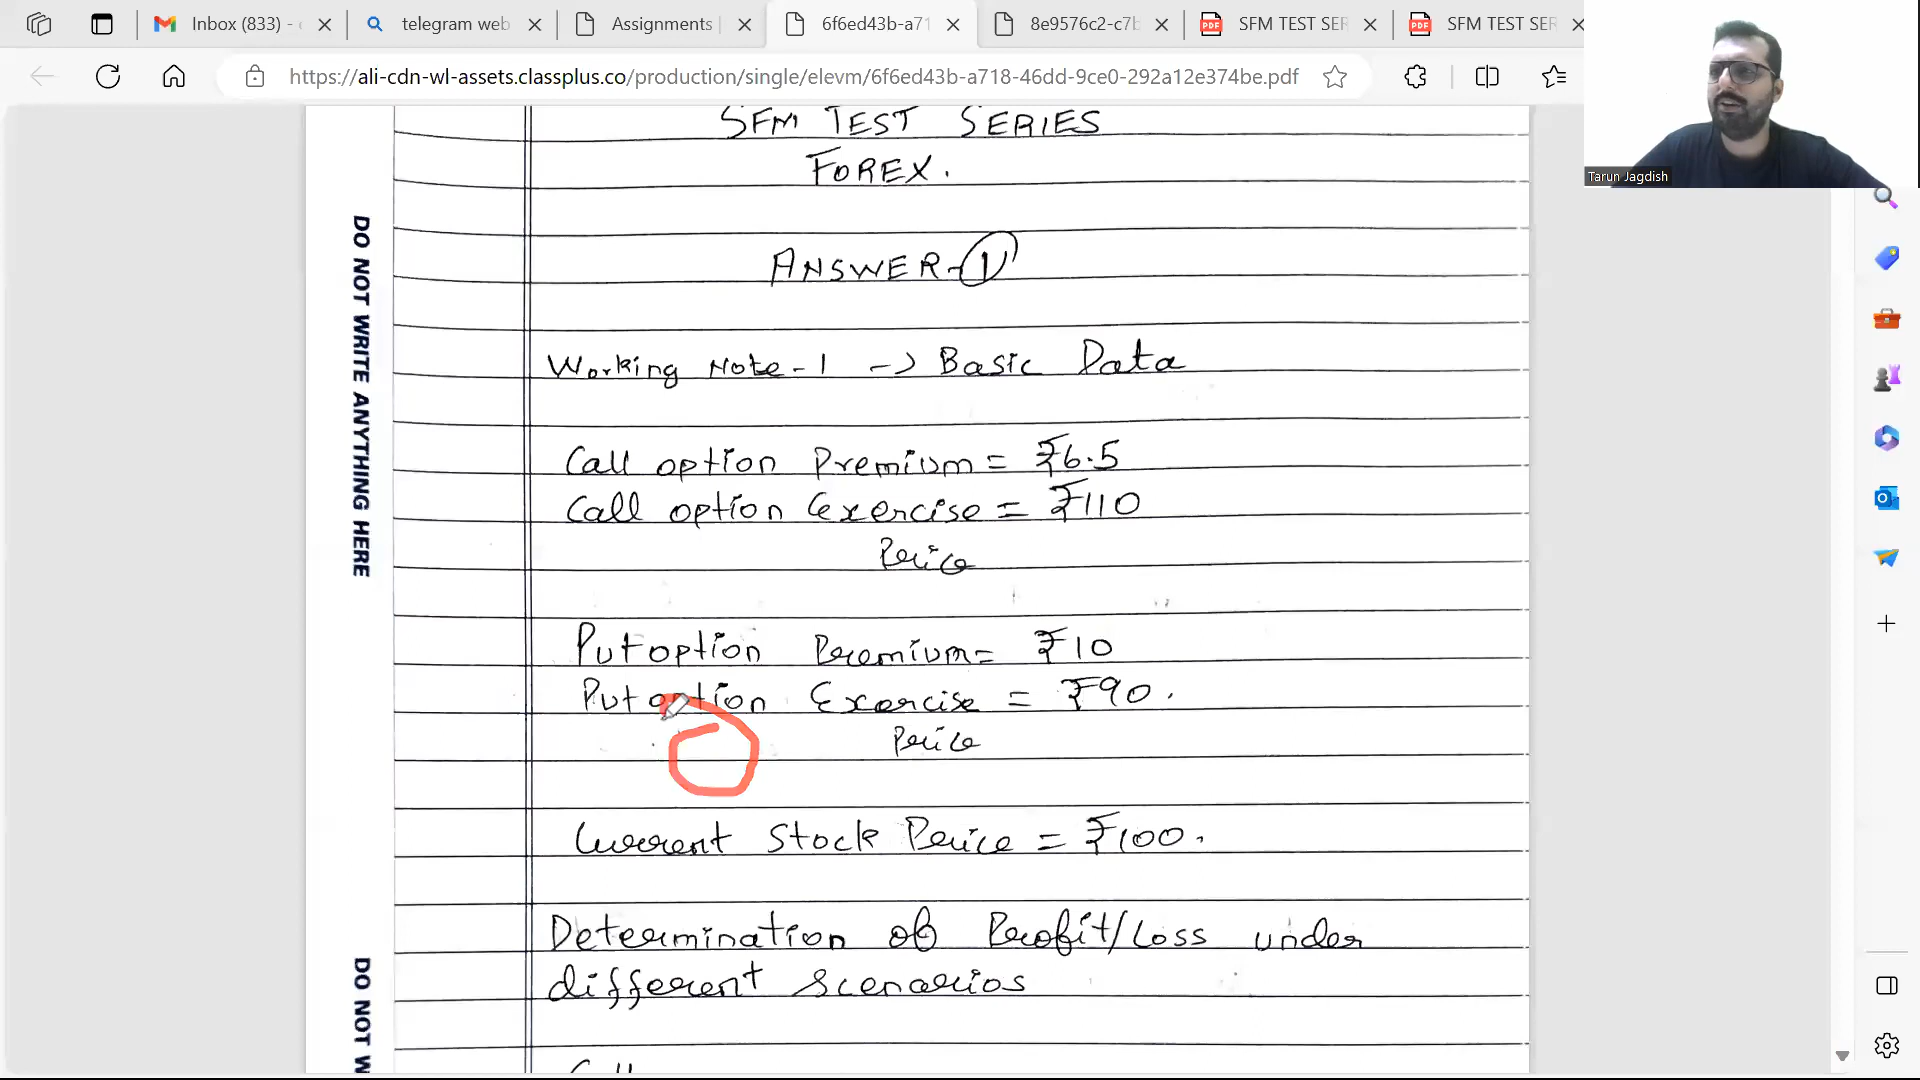 Inbox (833) -
telegram web
Assignments |
6f6ed43b-a71
8e9576c2-c7b
SFM TEST SER
SFM TEST SER
https://ali-cdn-wl-assets.classplus.co/production/single/elevm/6f6ed43b-a718-46dd-9ce0-292a12e374be.pdf
Tarun Jagdish
SFM TEST SERIES
FOREX.
ANSWER-1
DO NOT WRITE ANYTHING HERE
Working Note-1 -> Basic Data
Call option Premium = ₹6.5
Call option Exercise = ₹110
Price
Put option Premium = ₹10
Put option Exercise = ₹90.
Price
Current Stock Price = ₹100.
Determination of Profit/Loss under
different scenarios
DO NOT W